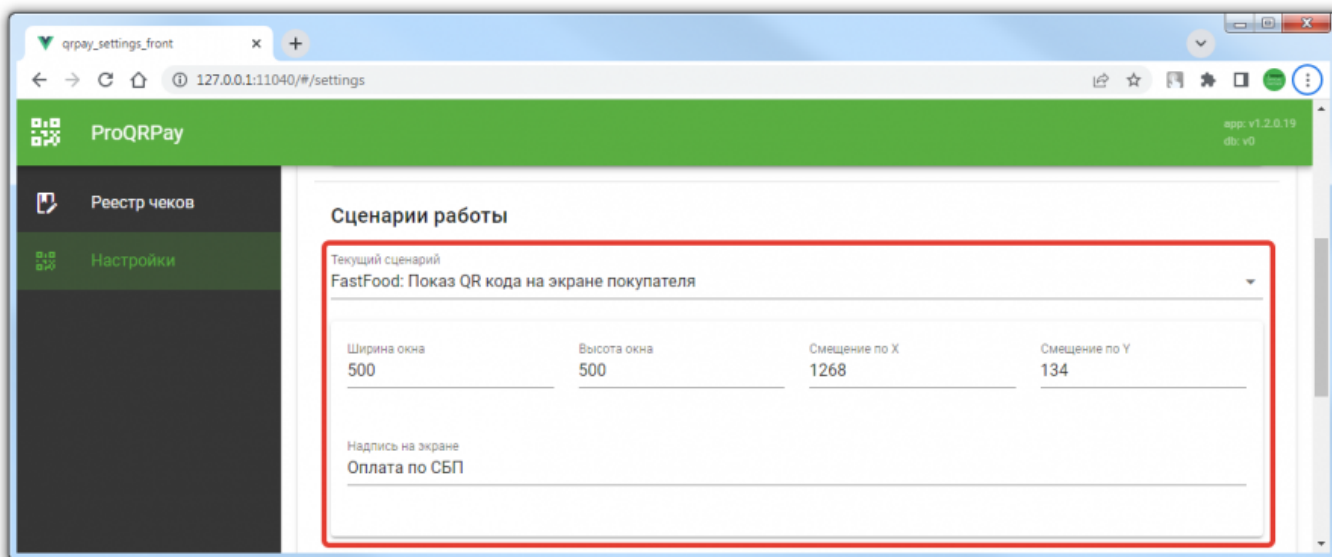 qrpay_settings_front
127.0.0.1:11040/#/settings
ProQRPay
app: v1.2.0.19
db: v0
Реестр чеков
Настройки
Сценарии работы
Текущий сценарий
FastFood: Показ QR кода на экране покупателя
Ширина окна Высота окна Смещение по X Смещение по Y
500 500 1268 134
Надпись на экране
Оплата по СБП